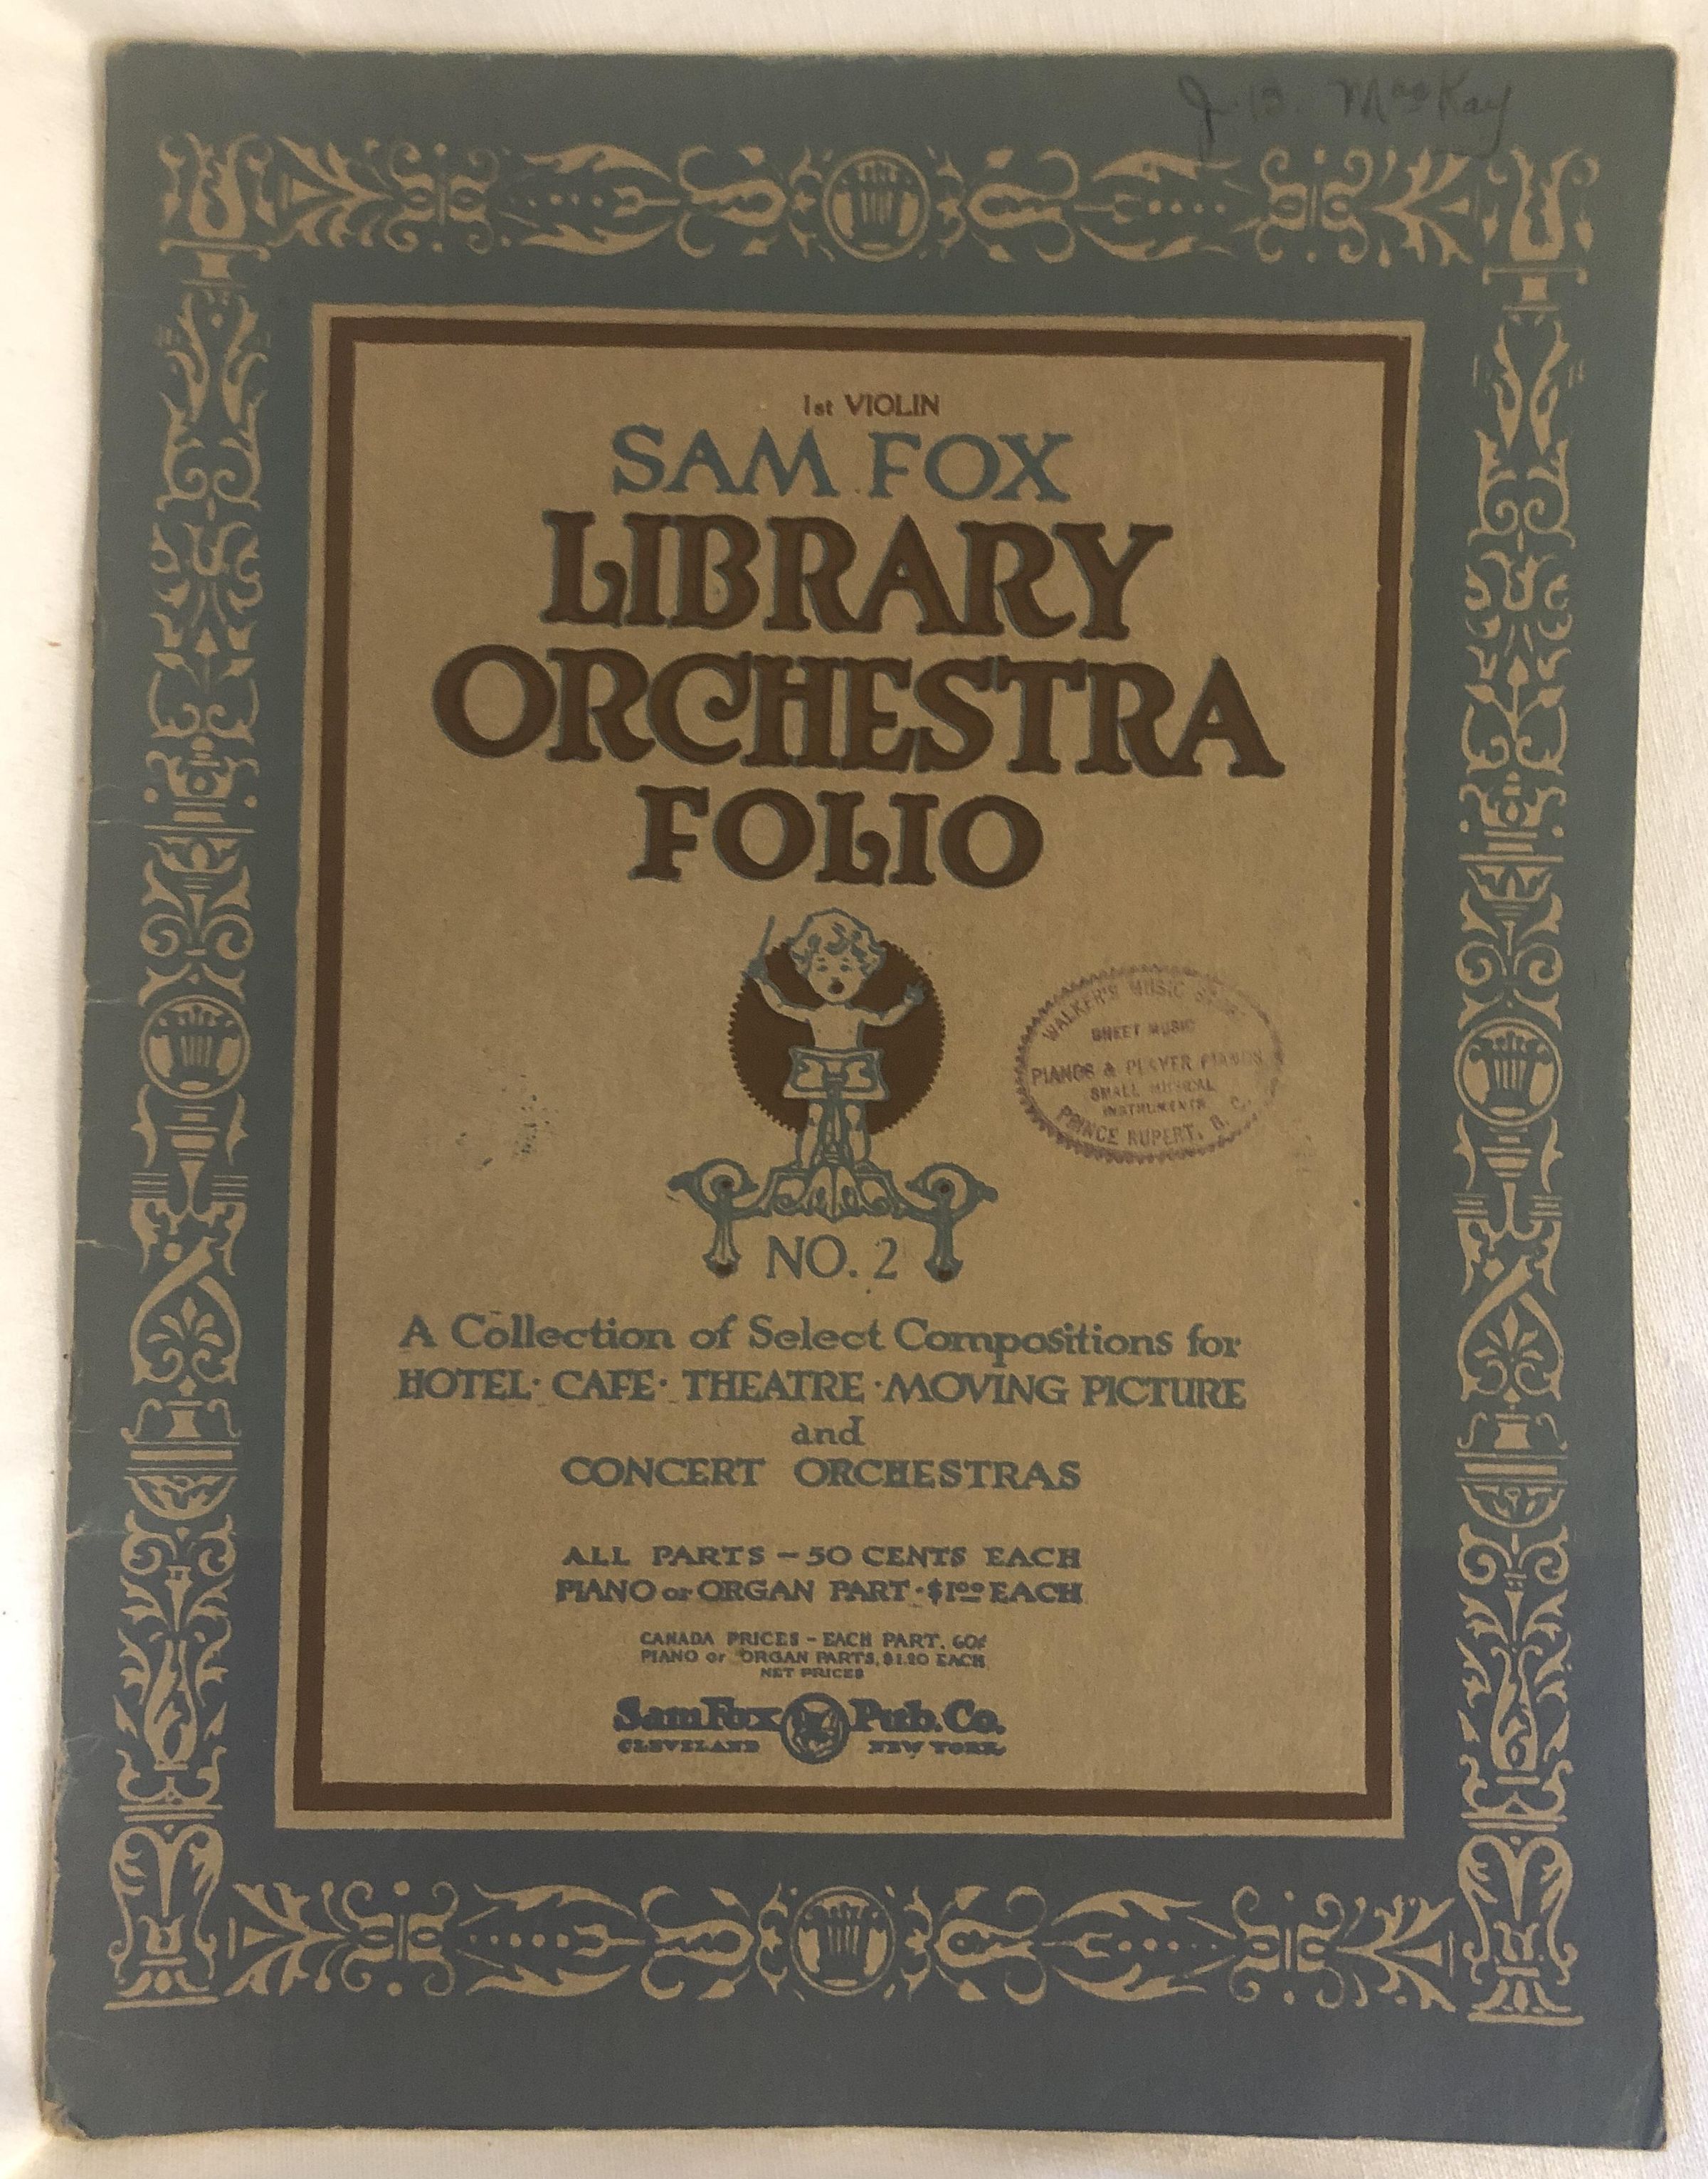 J. B. MacKay
1st VIOLIN
SAM FOX
LIBRARY
ORCHESTRA
FOLIO
WALKER'S MUSIC
SHEET MUSIC
PIANOS & PLAYER PIANOS
SMALL MUSICAL
INSTRUMENTS
PRINCE RUPERT, B. C.
NO. 2
A Collection of Select Compositions for
HOTEL · CAFE · THEATRE · MOVING PICTURE
and
CONCERT ORCHESTRAS
ALL PARTS – 50 CENTS EACH
PIANO or ORGAN PART · $1.00 EACH
CANADA PRICES – EACH PART, 60¢
PIANO or ORGAN PARTS, $1.20 EACH
NET PRICES
Sam Fox Pub. Co.
CLEVELAND NEW YORK